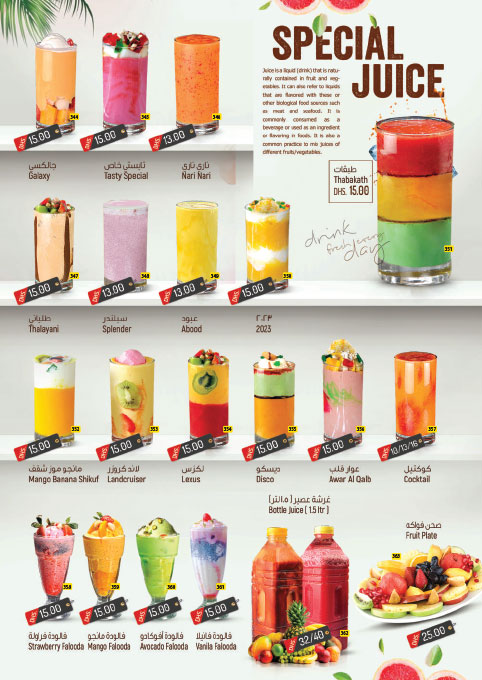 SPECIAL
JUICE
Juice is a liquid (drink) that is natu-
rally contained in fruit and veg-
etables. It can also refer to liquids
that are flavored with these or
other biological food sources such
as meat and seafood. It is
commonly consumed as a
beverage or used as an ingredient
or flavoring n foods. It is also a
common practice to mix juices of
different fruits/vegetables.
طبقات
Thabakath
DHS. 15.00
351
drink
fresh juice every
day
344 345 346
DHS. 15.00 DHS. 15.00 DHS. 13.00
جالكسي تايستي خاص ناري ناري
Galaxy Tasty Special Nari Nari
347 348 349 350
DHS. 15.00 DHS. 13.00 DHS. 13.00 DHS. 15.00
طلاياني سبلندر عبود ٢٠٢٣
Thalayani Splender Abood 2023
352 353 354 355 356 357
DHS. 15.00 DHS. 15.00 DHS. 15.00 DHS. 15.00 DHS. 15.00 DHS. 10/13/16
مانجو موز شقف لاند كروزر لكزس ديسكو عوار قلب كوكتيل
Mango Banana Shikuf Landcruiser Lexus Disco Awar Al Qalb Cocktail
غرشة عصير (١.٥ لتر)
Bottle Juice ( 1.5 ltr )
صحن فواكه
Fruit Plate
358 359 360 361 362 363
DHS. 15.00 DHS. 15.00 DHS. 15.00 DHS. 15.00 DHS. 32/40 DHS. 25.00
فالودة فراولة فالودة مانجو فالودة أفوكادو فالودة فانيلا
Strawberry Falooda Mango Falooda Avocado Falooda Vanila Falooda